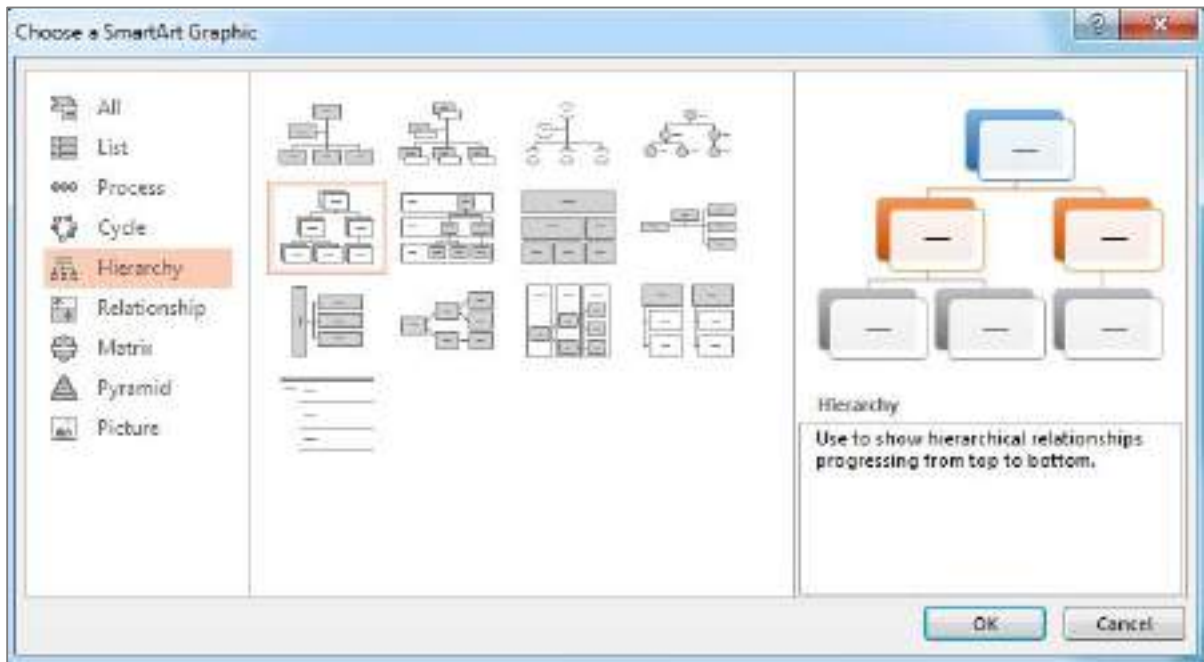 Choose a SmartArt Graphic
?
All
List
Process
Cycle
Hierarchy
Relationship
Matrix
Pyramid
Picture
Hierarchy
Use to show hierarchical relationships
progressing from top to bottom.
OK
Cancel